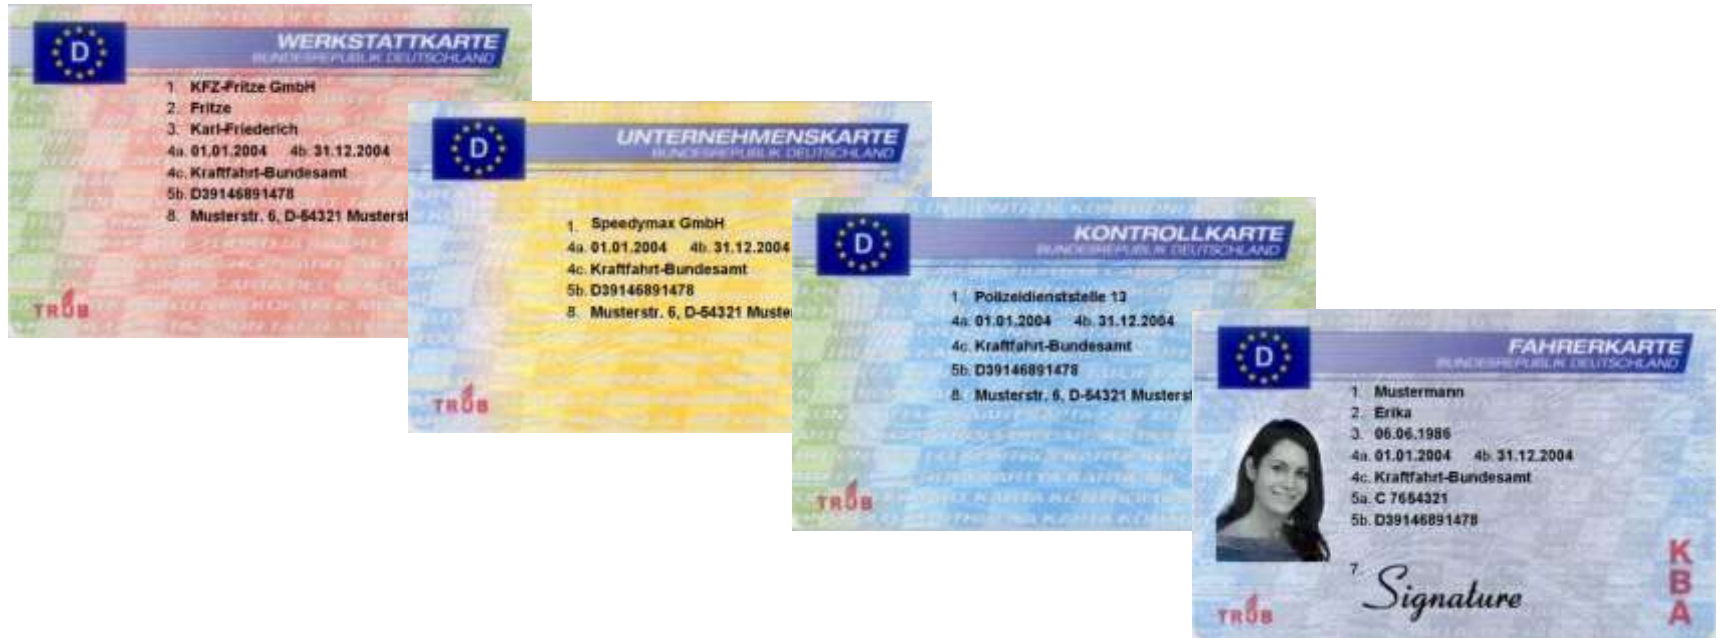 D
WERKSTATTKARTE
BUNDESREPUBLIK DEUTSCHLAND
1. KFZ-Fritze GmbH
2. Fritze
3. Karl-Friederich
4a. 01.01.2004 4b. 31.12.2004
4c. Kraftfahrt-Bundesamt
5b. D39146891478
8. Musterstr. 6, D-54321 Musterst
TRÜB
D
UNTERNEHMENSKARTE
BUNDESREPUBLIK DEUTSCHLAND
1. Speedymax GmbH
4a. 01.01.2004 4b. 31.12.2004
4c. Kraftfahrt-Bundesamt
5b. D39146891478
8. Musterstr. 6, D-54321 Muste
TRÜB
D
KONTROLLKARTE
BUNDESREPUBLIK DEUTSCHLAND
1. Polizeidienststelle 13
4a. 01.01.2004 4b. 31.12.2004
4c. Kraftfahrt-Bundesamt
5b. D39146891478
8. Musterstr. 6, D-54321 Musterst
TRÜB
D
FAHRERKARTE
BUNDESREPUBLIK DEUTSCHLAND
1. Mustermann
2. Erika
3. 06.06.1986
4a. 01.01.2004 4b. 31.12.2004
4c. Kraftfahrt-Bundesamt
5a. C 7654321
5b. D39146891478
7. Signature
TRÜB
KBA